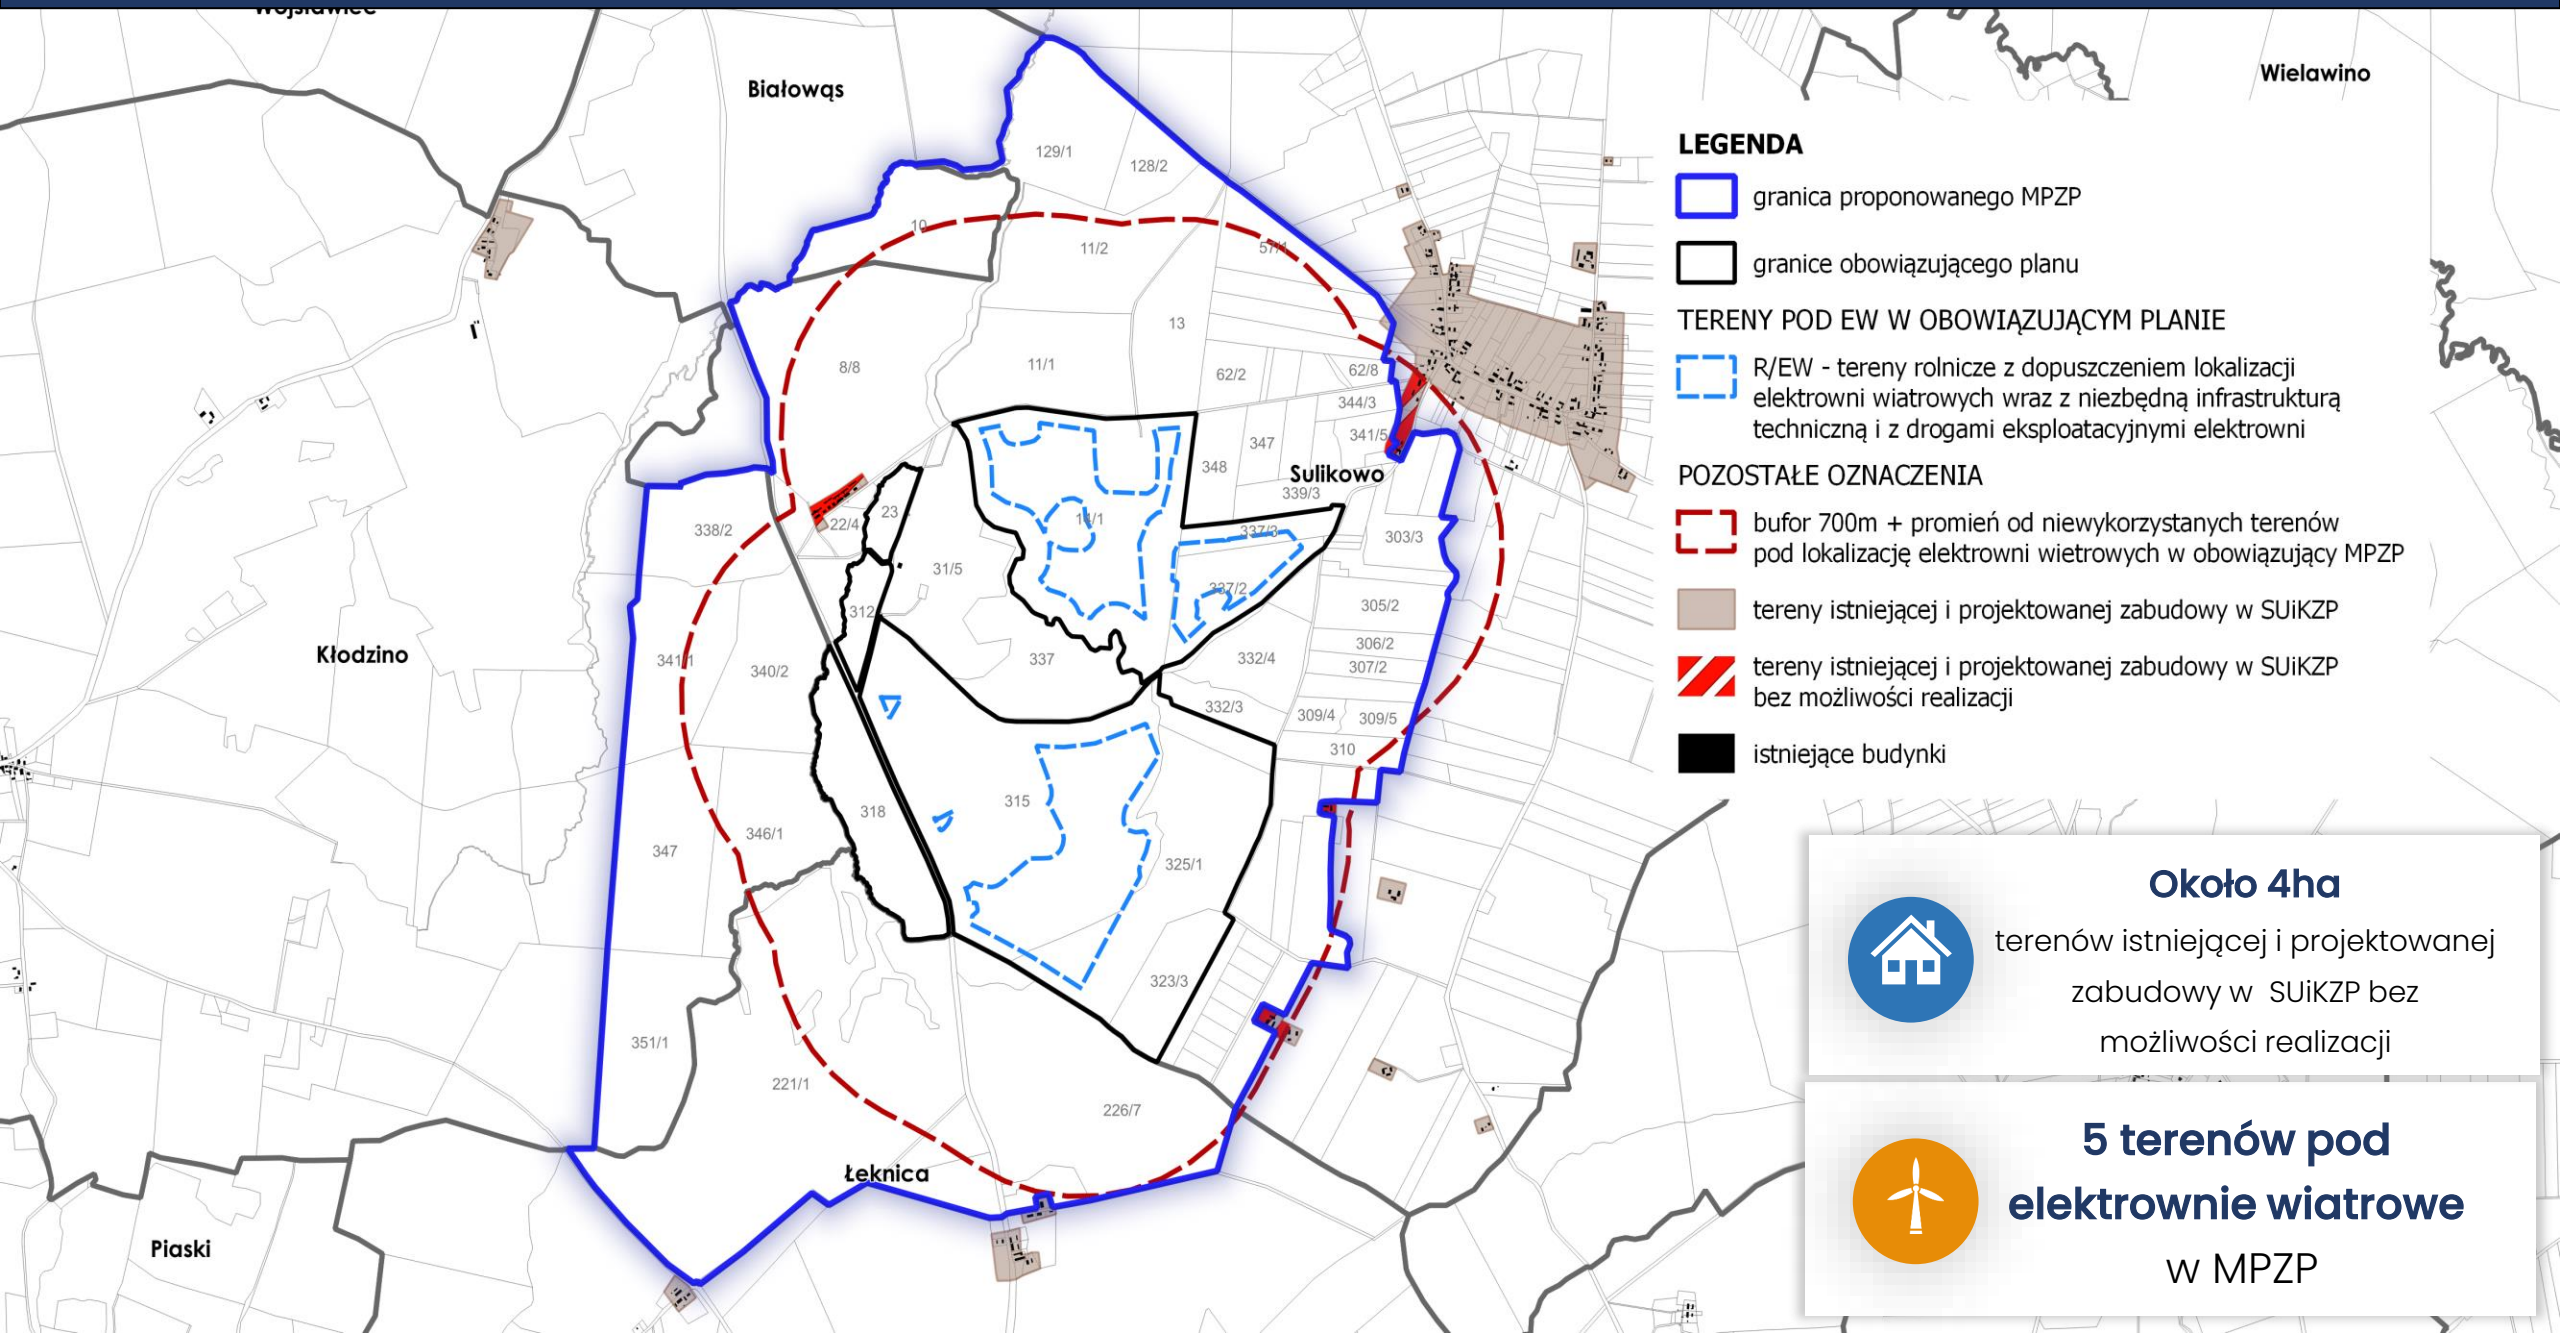 Białowąs
Wielawino
129/1
128/2
10
11/2
57/1
13
8/8
11/1
62/2
62/8
344/3
341/5
347
348
Sulikowo
339/3
23
22/4
14/1
338/2
337/3
303/3
31/5
337/2
305/2
312
306/2
Kłodzino
341/1
340/2
337
332/4
307/2
332/3
309/4
309/5
310
315
318
346/1
347
325/1
323/3
351/1
221/1
226/7
Łeknica
Piaski
LEGENDA
granica proponowanego MPZP
granice obowiązującego planu
TERENY POD EW W OBOWIĄZUJĄCYM PLANIE
R/EW - tereny rolnicze z dopuszczeniem lokalizacji
elektrowni wiatrowych wraz z niezbędną infrastrukturą
techniczną i z drogami eksploatacyjnymi elektrowni
POZOSTAŁE OZNACZENIA
bufor 700m + promień od niewykorzystanych terenów
pod lokalizację elektrowni wietrowych w obowiązujący MPZP
tereny istniejącej i projektowanej zabudowy w SUiKZP
tereny istniejącej i projektowanej zabudowy w SUiKZP
bez możliwości realizacji
istniejące budynki
Około 4ha
terenów istniejącej i projektowanej
zabudowy w SUiKZP bez
możliwości realizacji
5 terenów pod
elektrownie wiatrowe
w MPZP